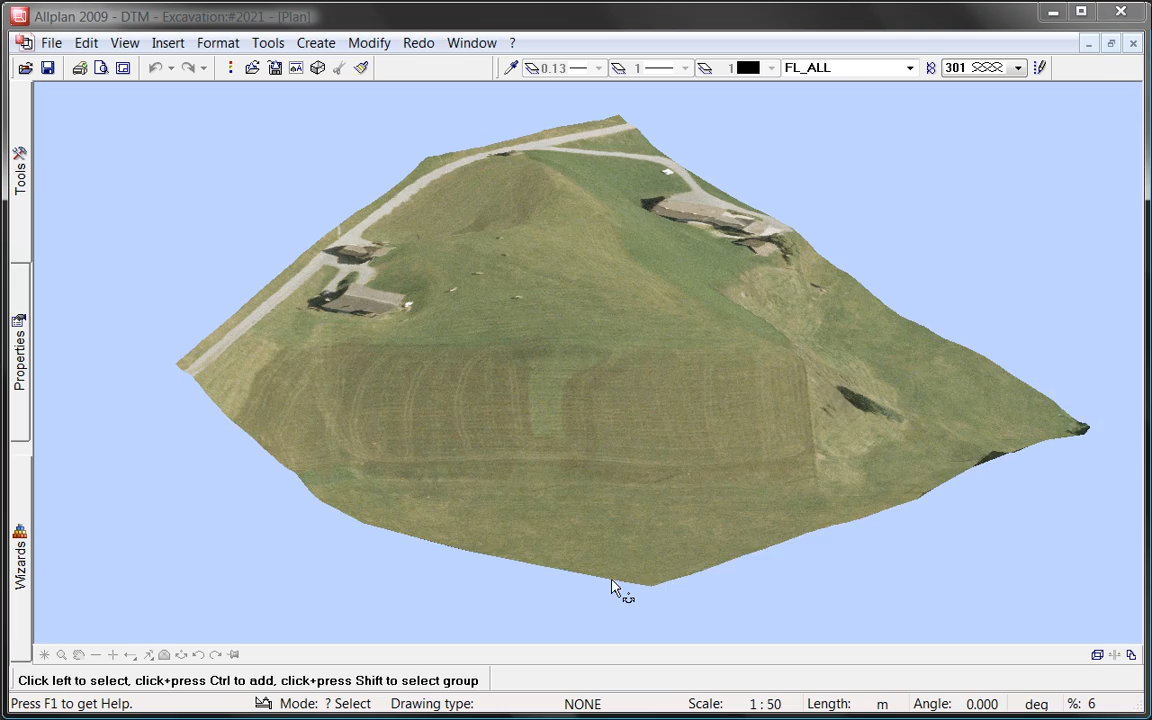 Allplan 2009 - DTM - Excavation:#2021 - [Plan]
File Edit View Insert Format Tools Create Modify Redo Window ?
0.13 1 1 FL_ALL 301
Tools
Properties
Wizards
Click left to select, click+press Ctrl to add, click+press Shift to select group
Press F1 to get Help. Mode: ? Select Drawing type: NONE Scale: 1 : 50 Length: m Angle: 0.000 deg %: 6